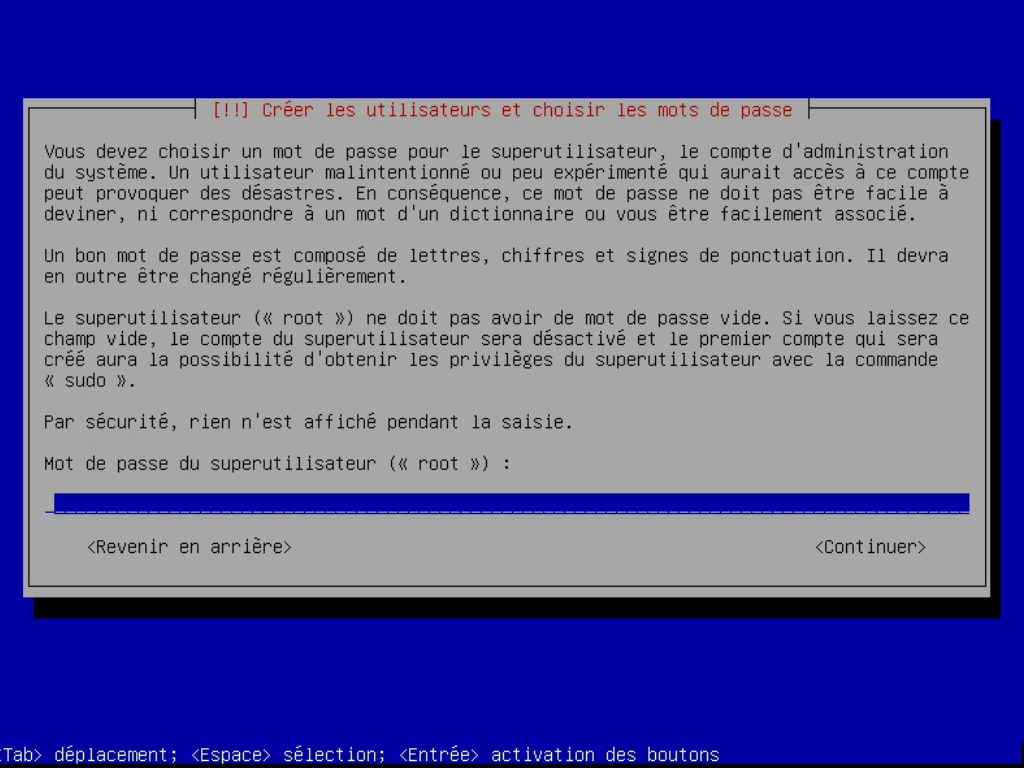 [!!] Créer les utilisateurs et choisir les mots de passe
Vous devez choisir un mot de passe pour le superutilisateur, le compte d'administration
du système. Un utilisateur malintentionné ou peu expérimenté qui aurait accès à ce compte
peut provoquer des désastres. En conséquence, ce mot de passe ne doit pas être facile à
deviner, ni correspondre à un mot d'un dictionnaire ou vous être facilement associé.
Un bon mot de passe est composé de lettres, chiffres et signes de ponctuation. Il devra
en outre être changé régulièrement.
Le superutilisateur (« root ») ne doit pas avoir de mot de passe vide. Si vous laissez ce
champ vide, le compte du superutilisateur sera désactivé et le premier compte qui sera
créé aura la possibilité d'obtenir les privilèges du superutilisateur avec la commande
« sudo ».
Par sécurité, rien n'est affiché pendant la saisie.
Mot de passe du superutilisateur (« root ») :
<Revenir en arrière> <Continuer>
<Tab> déplacement; <Espace> sélection; <Entrée> activation des boutons